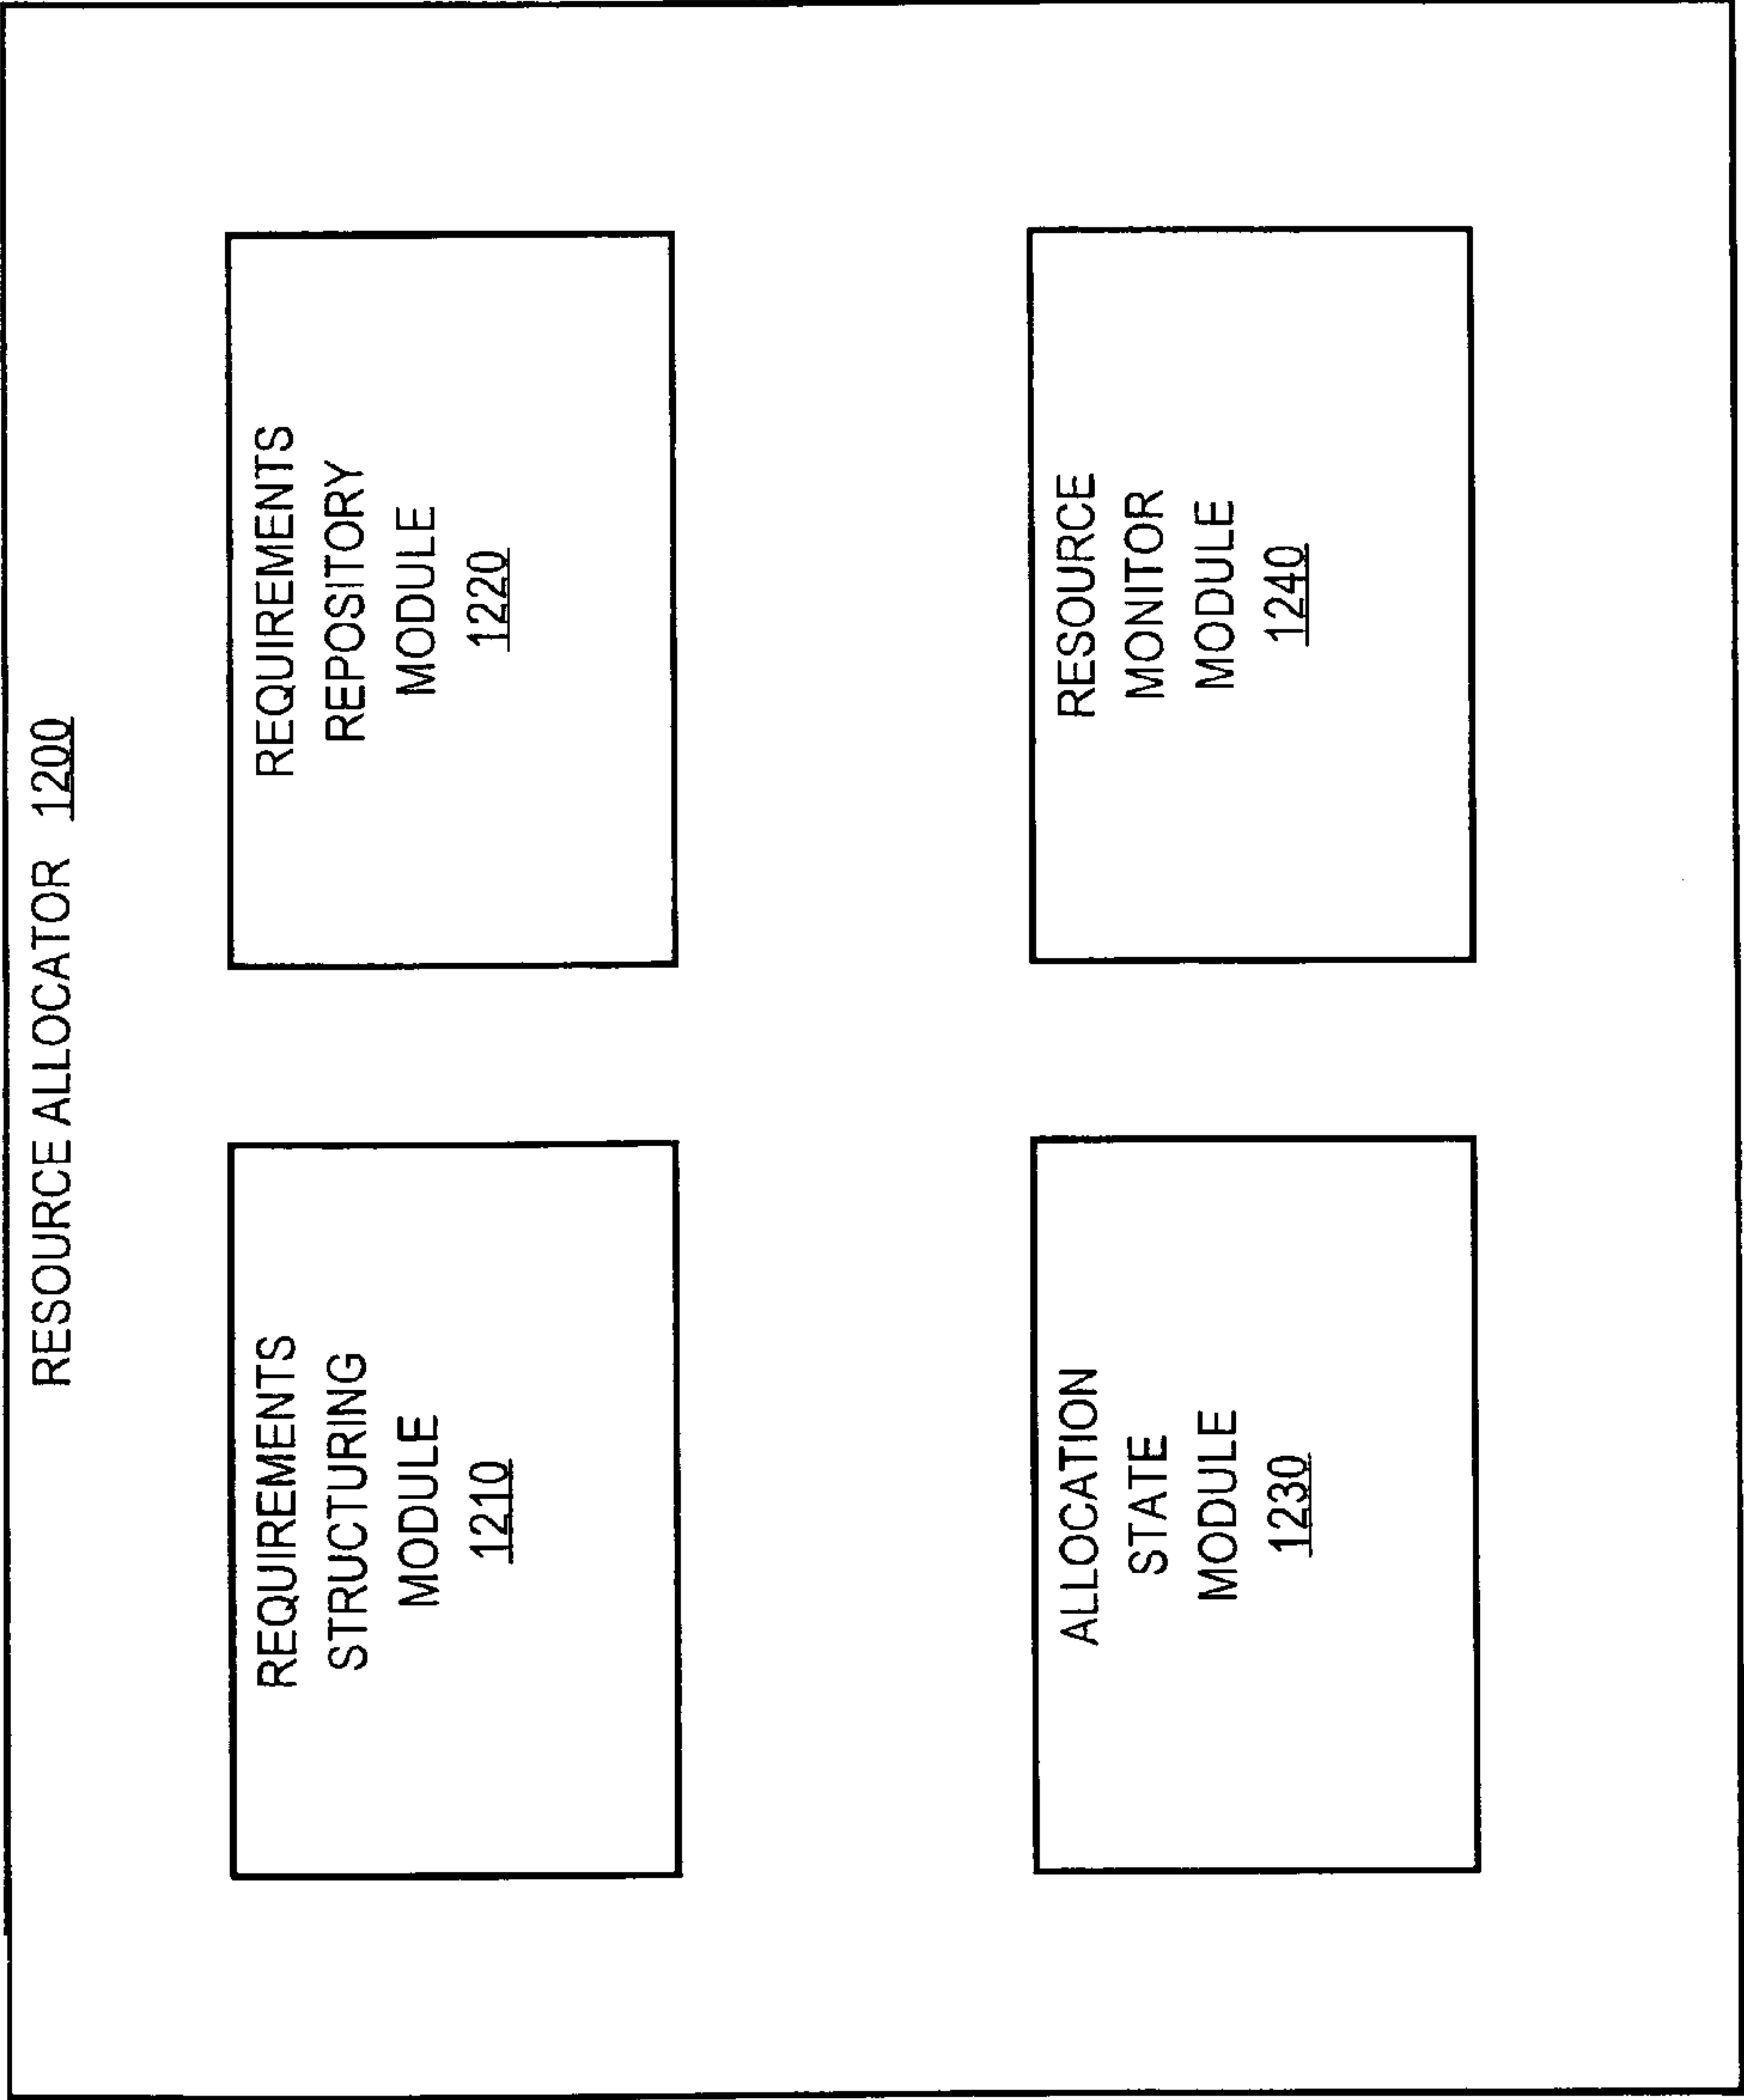 RESOURCE ALLOCATOR 1200
REQUIREMENTS
STRUCTURING
MODULE
1210
REQUIREMENTS
REPOSITORY
MODULE
1220
ALLOCATION
STATE
MODULE
1230
RESOURCE
MONITOR
MODULE
1240